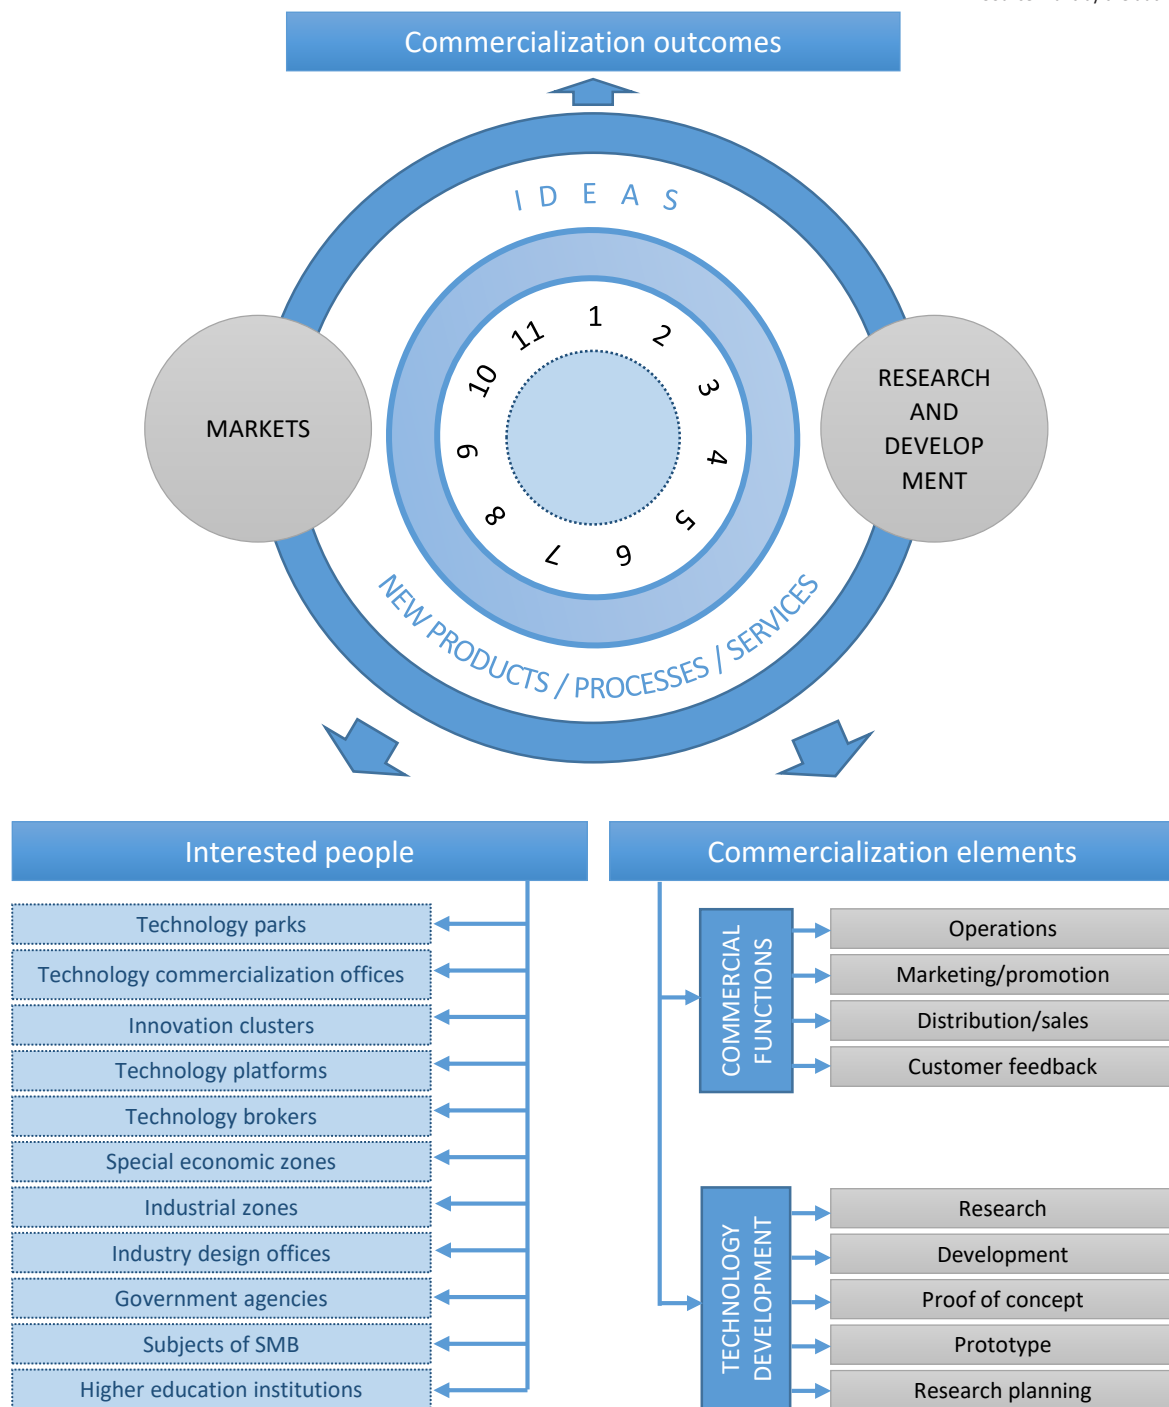 Commercialization outcomes
IDEAS
1
2
3
4
5
6
7
8
9
10
11
MARKETS
RESEARCH
AND
DEVELOP
MENT
NEW PRODUCTS / PROCESSES / SERVICES
Interested people
Technology parks
Technology commercialization offices
Innovation clusters
Technology platforms
Technology brokers
Special economic zones
Industrial zones
Industry design offices
Government agencies
Subjects of SMB
Higher education institutions
Commercialization elements
COMMERCIAL
FUNCTIONS
Operations
Marketing/promotion
Distribution/sales
Customer feedback
TECHNOLOGY
DEVELOPMENT
Research
Development
Proof of concept
Prototype
Research planning